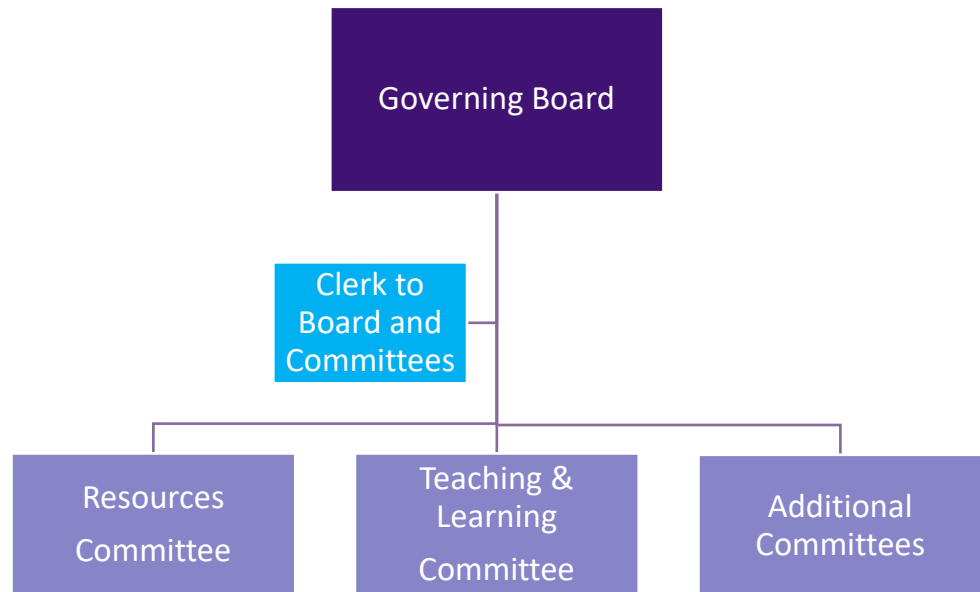 Governing Board
Clerk to
Board and
Committees
Resources
Committee
Teaching &
Learning
Committee
Additional
Committees